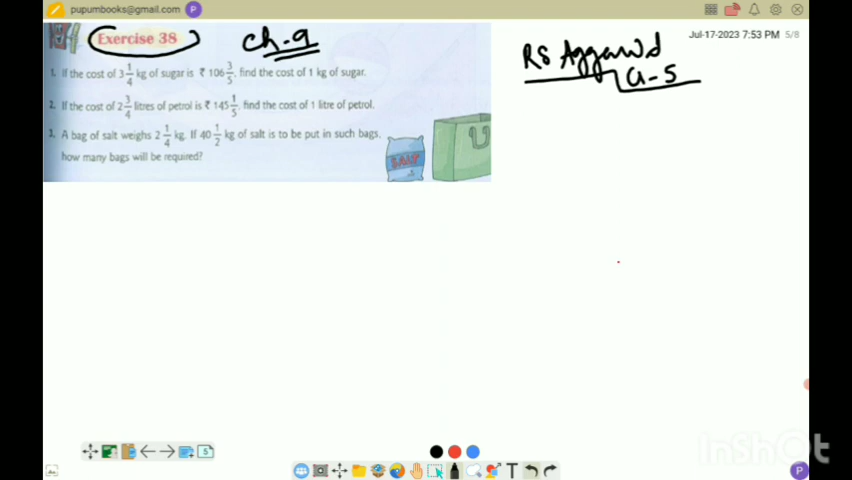 pupumbooks@gmail.com P
Jul-17-2023 7:53 PM 5/8
Exercise 38 Ch-9
RS Aggarwal
Cl-5
1. If the cost of 3 1/4 kg of sugar is ₹ 106 3/5, find the cost of 1 kg of sugar.
2. If the cost of 2 3/4 litres of petrol is ₹ 145 1/5, find the cost of 1 litre of petrol.
3. A bag of salt weighs 2 1/4 kg. If 40 1/2 kg of salt is to be put in such bags,
how many bags will be required?
SALT
InShOt
5
T
P